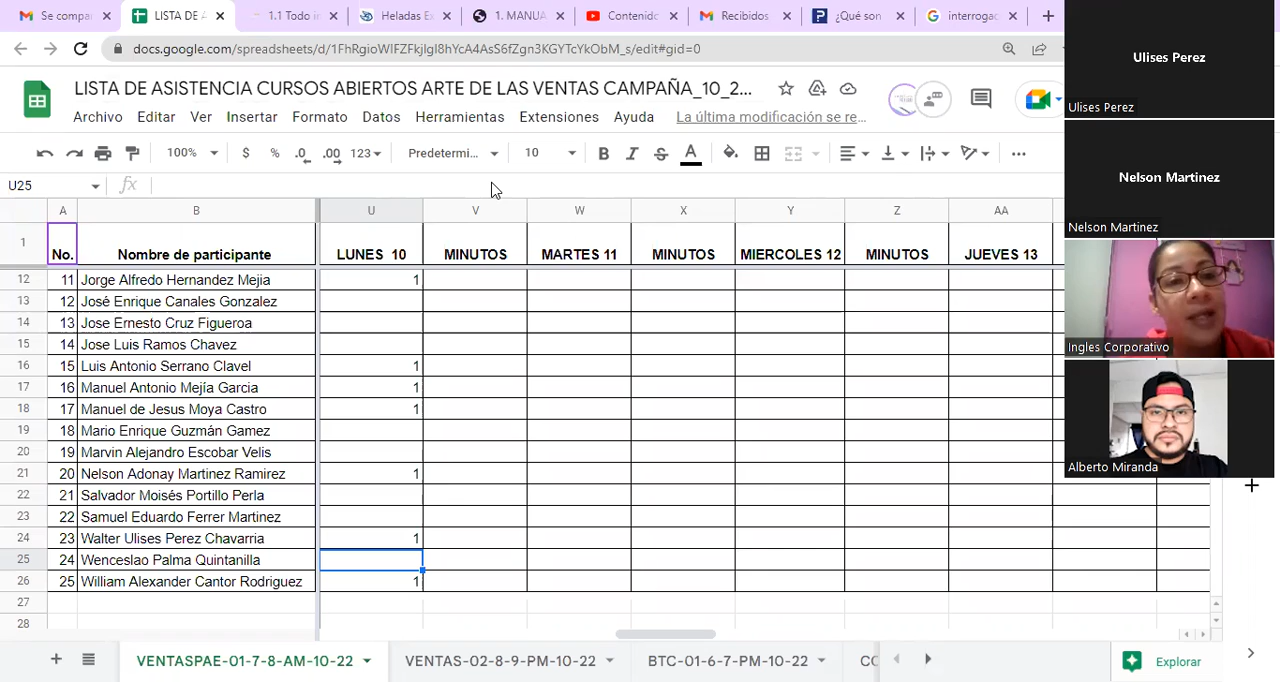 Se compar
LISTA DE A
1.1 Todo in
Heladas Ex
1. MANUA
Contenido
Recibidos
¿Qué son
interrogac
docs.google.com/spreadsheets/d/1FhRgioWlFZFkjIgl8hYcA4AsS6fZgn3KGYTcYkObM_s/edit#gid=0
LISTA DE ASISTENCIA CURSOS ABIERTOS ARTE DE LAS VENTAS CAMPAÑA_10_2...
Archivo Editar Ver Insertar Formato Datos Herramientas Extensiones Ayuda La última modificación se re...
100% $ % .0 .00 123 Predetermi... 10 B I S A
U25 fx
A B U V W X Y Z AA
1 No. Nombre de participante LUNES 10 MINUTOS MARTES 11 MINUTOS MIERCOLES 12 MINUTOS JUEVES 13
12 11 Jorge Alfredo Hernandez Mejia 1
13 12 José Enrique Canales Gonzalez
14 13 Jose Ernesto Cruz Figueroa
15 14 Jose Luis Ramos Chavez
16 15 Luis Antonio Serrano Clavel 1
17 16 Manuel Antonio Mejía Garcia 1
18 17 Manuel de Jesus Moya Castro 1
19 18 Mario Enrique Guzmán Gamez
20 19 Marvin Alejandro Escobar Velis
21 20 Nelson Adonay Martinez Ramirez 1
22 21 Salvador Moisés Portillo Perla
23 22 Samuel Eduardo Ferrer Martinez
24 23 Walter Ulises Perez Chavarria 1
25 24 Wenceslao Palma Quintanilla
26 25 William Alexander Cantor Rodriguez 1
27
28
VENTASPAE-01-7-8-AM-10-22 VENTAS-02-8-9-PM-10-22 BTC-01-6-7-PM-10-22 CO Explorar
Ulises Perez
Ulises Perez
Nelson Martinez
Nelson Martinez
Ingles Corporativo
Alberto Miranda